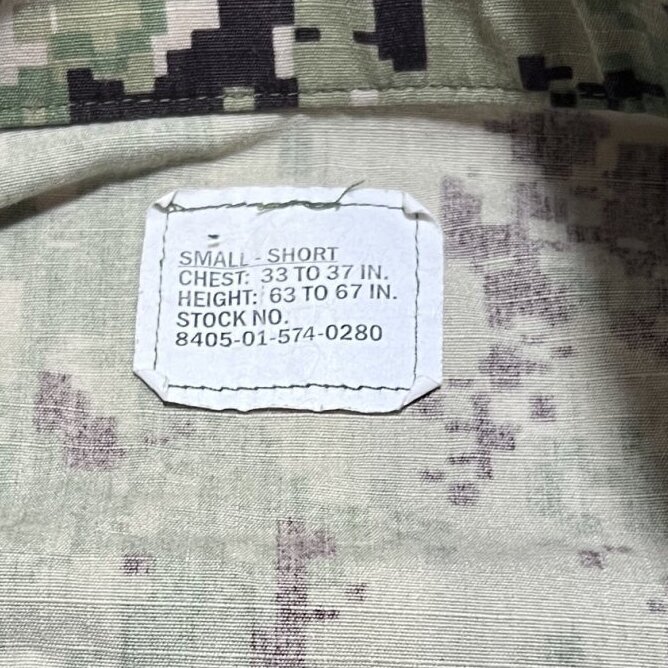 SMALL - SHORT
CHEST: 33 TO 37 IN.
HEIGHT: 63 TO 67 IN.
STOCK NO.
8405-01-574-0280